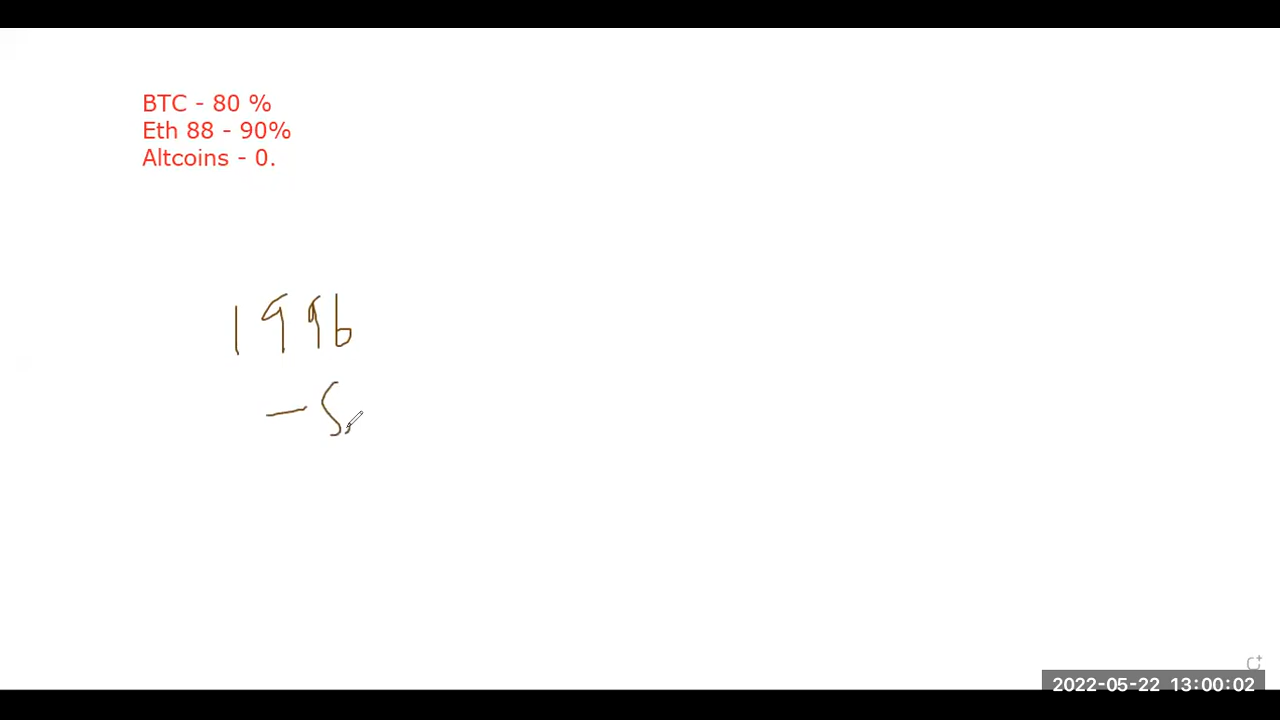 BTC - 80 %
Eth 88 - 90%
Altcoins - 0.
1996
2022-05-22 13:00:02